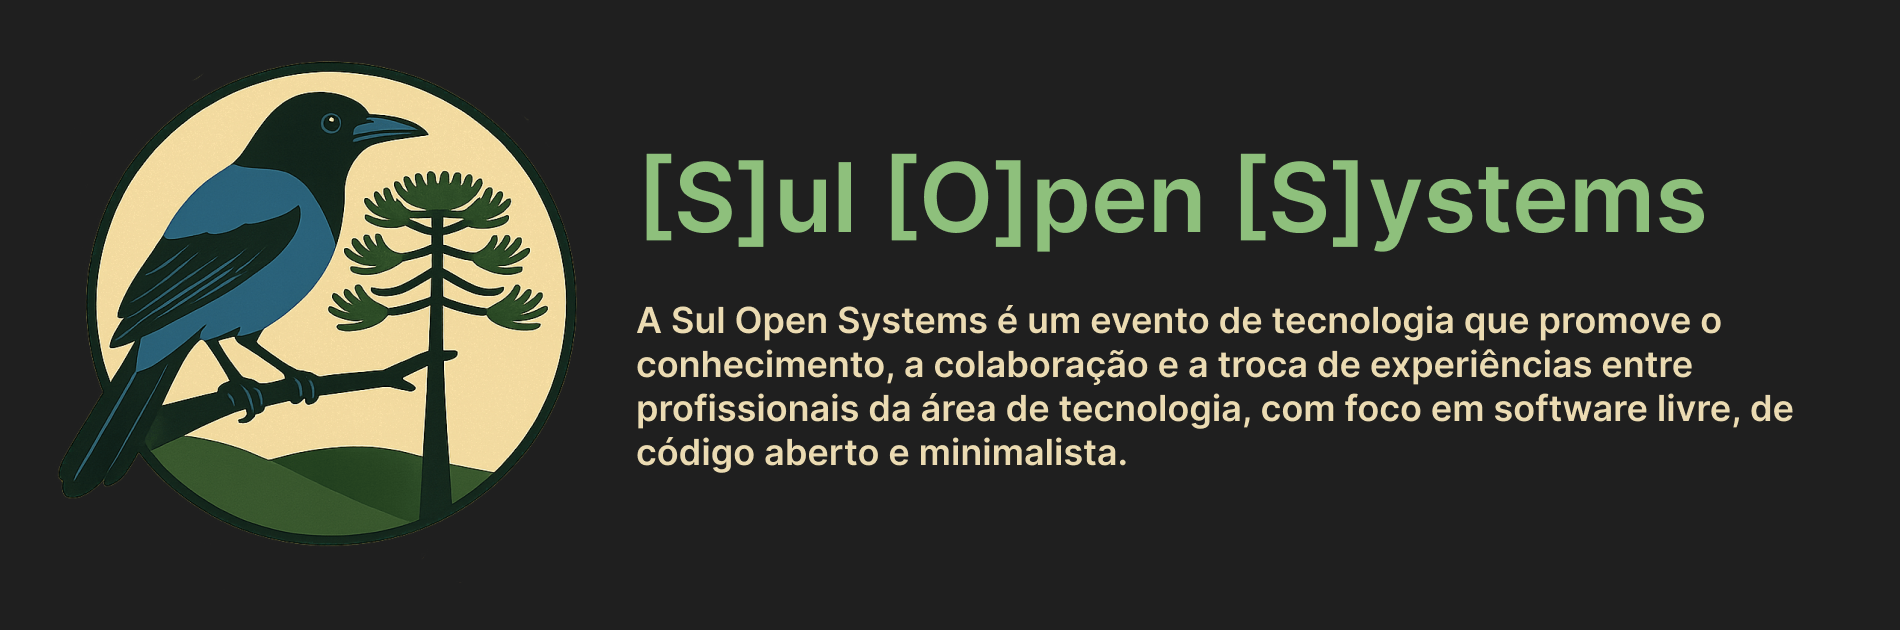 [S]ul [O]pen [S]ystems
A Sul Open Systems é um evento de tecnologia que promove o
conhecimento, a colaboração e a troca de experiências entre
profissionais da área de tecnologia, com foco em software livre, de
código aberto e minimalista.